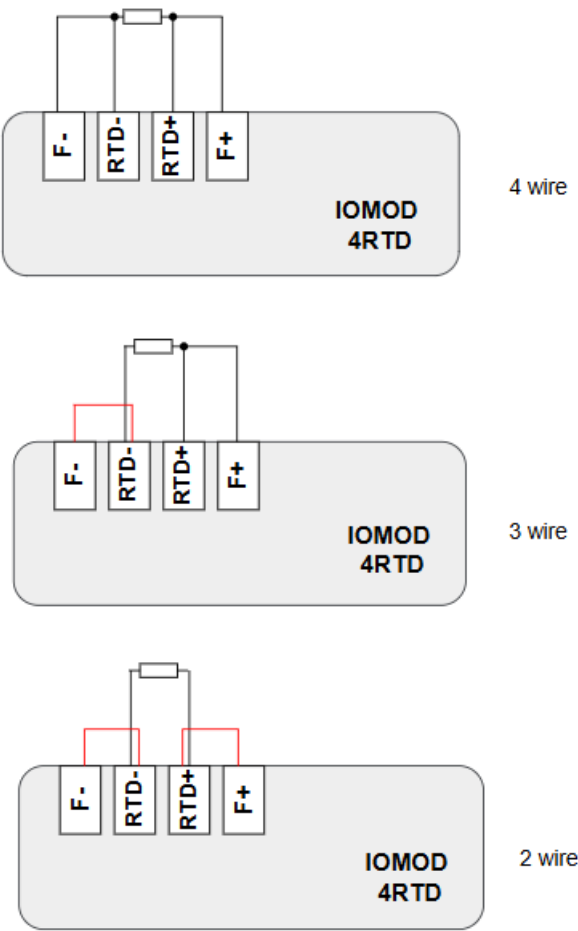 F-
RTD-
RTD+
F+
IOMOD
4RTD
4 wire
F-
RTD-
RTD+
F+
IOMOD
4RTD
3 wire
F-
RTD-
RTD+
F+
IOMOD
4RTD
2 wire